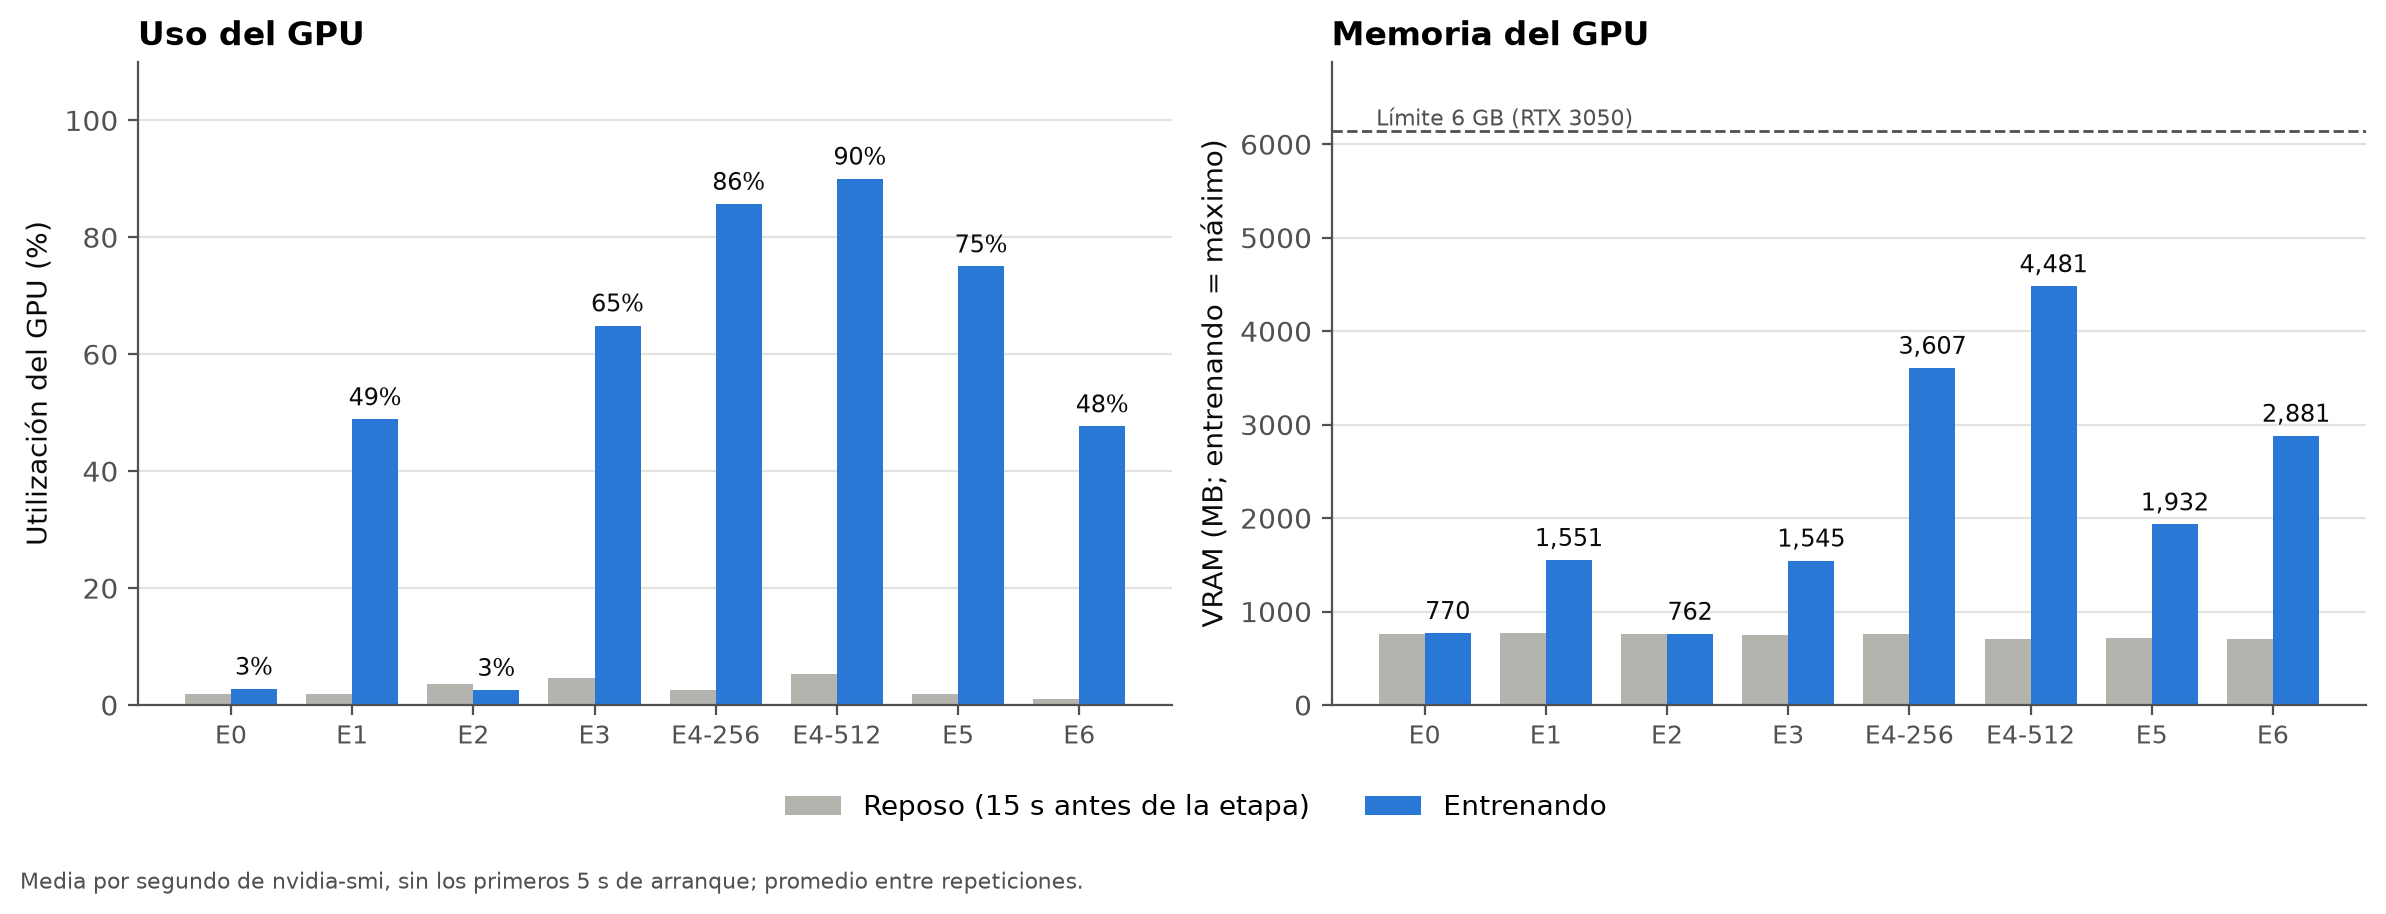 Uso del GPU
Utilización del GPU (%)
100
80
60
40
20
0
3%
49%
3%
65%
86%
90%
75%
48%
E0
E1
E2
E3
E4-256
E4-512
E5
E6
Memoria del GPU
VRAM (MB; entrenando = máximo)
Límite 6 GB (RTX 3050)
6000
5000
4000
3000
2000
1000
0
770
1,551
762
1,545
3,607
4,481
1,932
2,881
E0
E1
E2
E3
E4-256
E4-512
E5
E6
Reposo (15 s antes de la etapa)
Entrenando
Media por segundo de nvidia-smi, sin los primeros 5 s de arranque; promedio entre repeticiones.